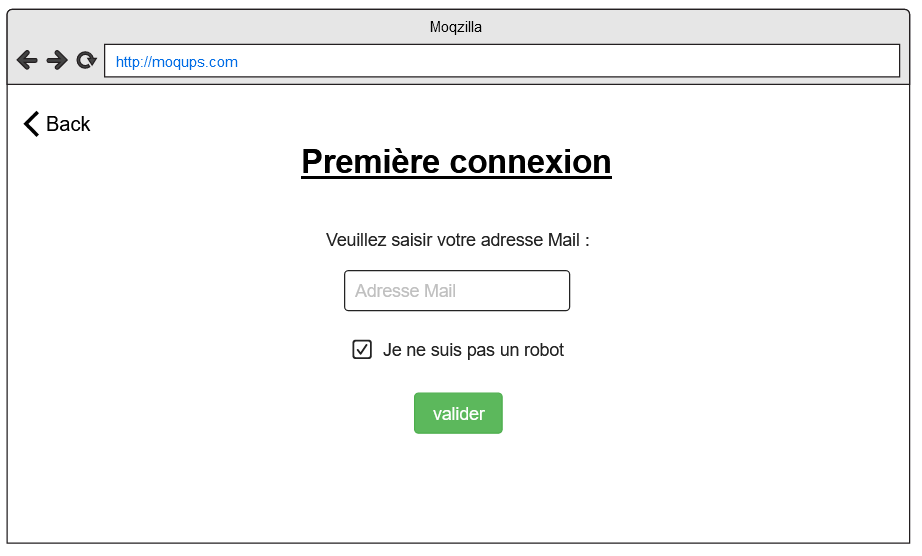 Moqzilla
http://moqups.com
Back
Première connexion
Veuillez saisir votre adresse Mail :
Adresse Mail
Je ne suis pas un robot
valider